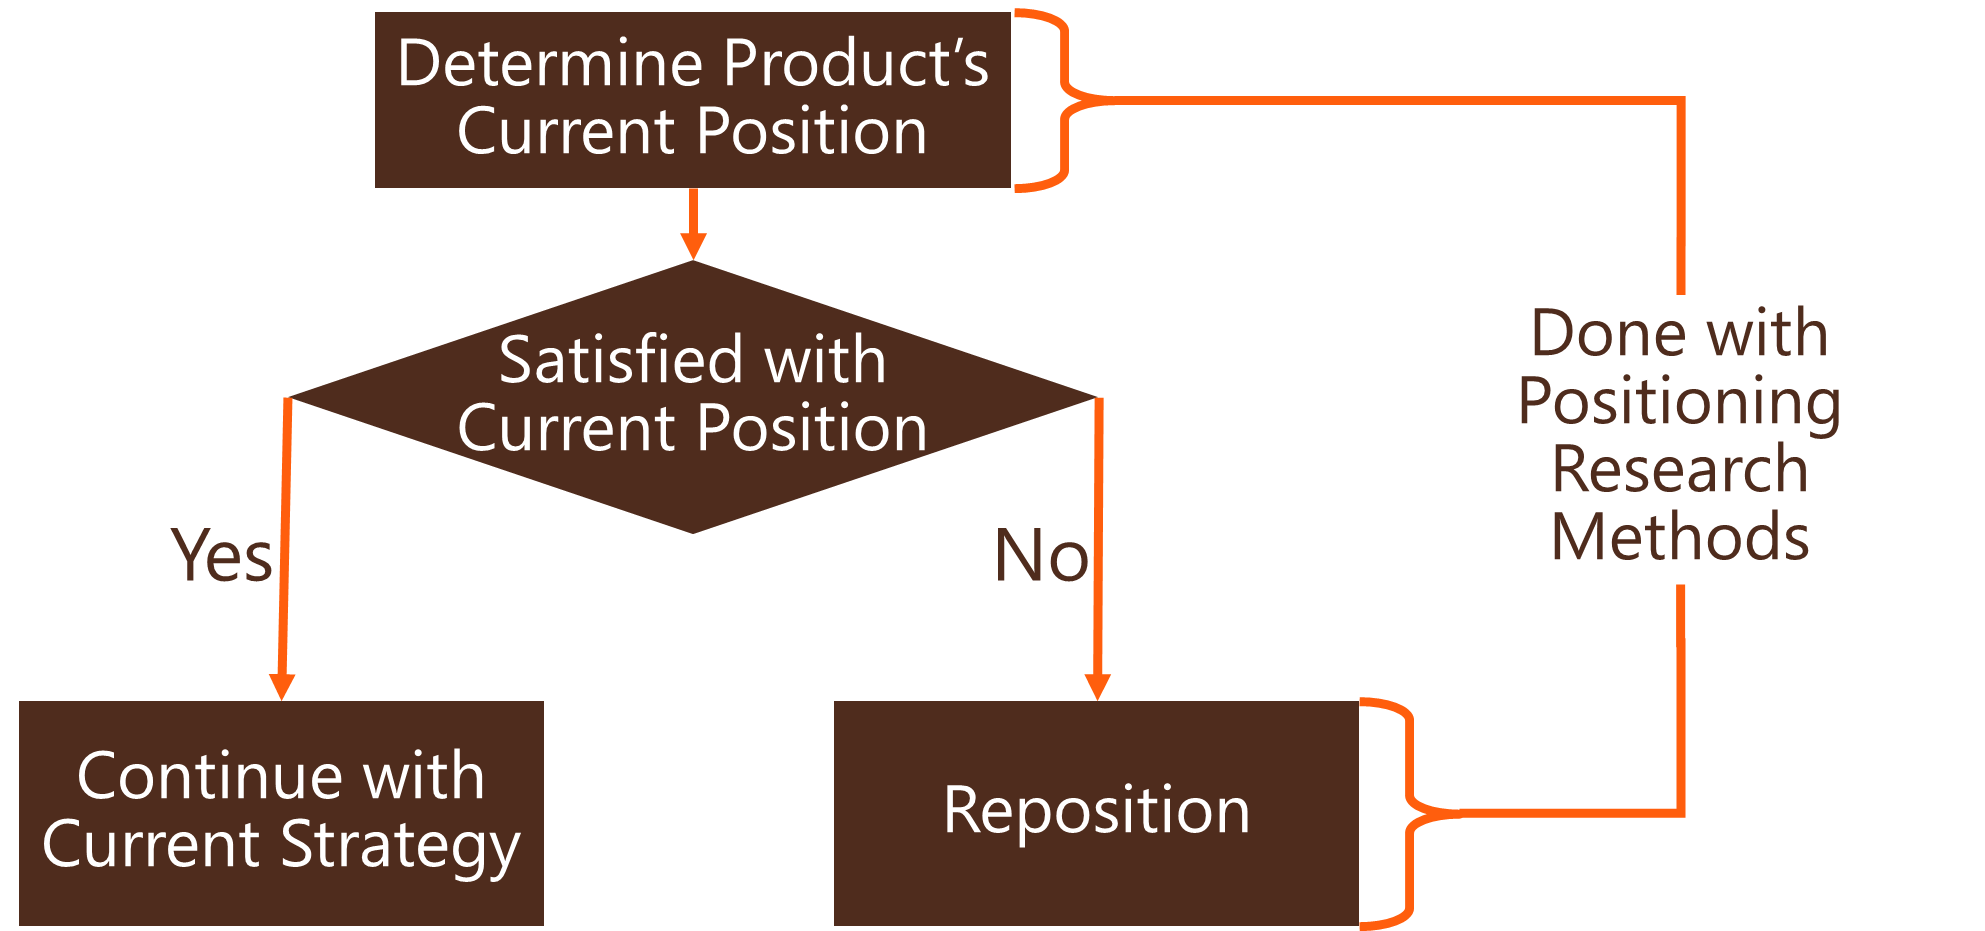 Determine Product’s
Current Position
Satisfied with
Current Position
Yes
No
Done with
Positioning
Research
Methods
Continue with
Current Strategy
Reposition